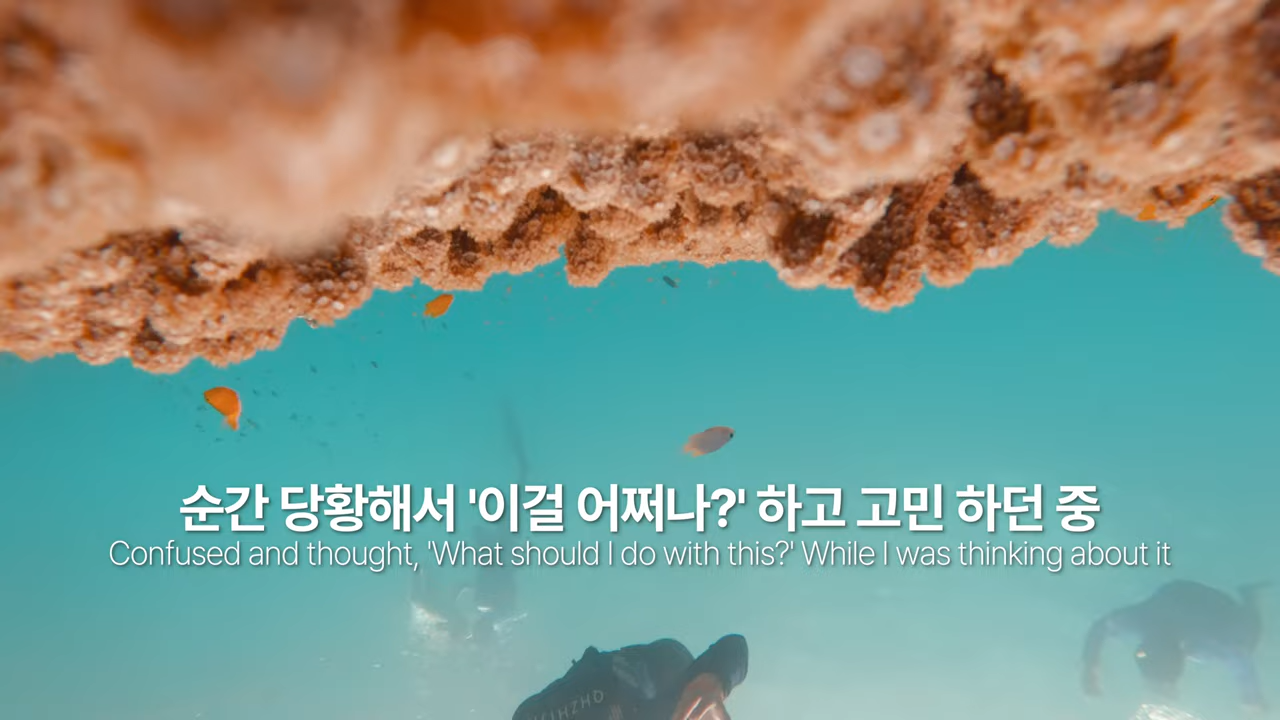 순간 당황해서 '이걸 어쩌나?' 하고 고민 하던 중
Confused and thought, 'What should I do with this?' While I was thinking about it